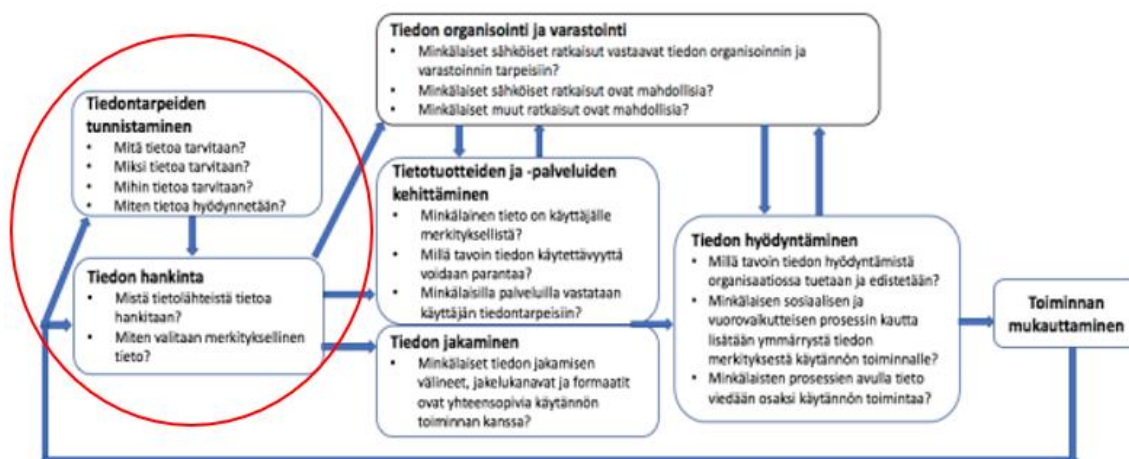 Tiedontarpeiden
tunnistaminen
• Mitä tietoa tarvitaan?
• Miksi tietoa tarvitaan?
• Mihin tietoa tarvitaan?
• Miten tietoa hyödynnetään?
Tiedon hankinta
• Mistä tietolähteistä tietoa
hankitaan?
• Miten valitaan merkityksellinen
tieto?
Tiedon organisointi ja varastointi
• Minkälaiset sähköiset ratkaisut vastaavat tiedon organisoinnin ja
varastoinnin tarpeisiin?
• Minkälaiset sähköiset ratkaisut ovat mahdollisia?
• Minkälaiset muut ratkaisut ovat mahdollisia?
Tietotuotteiden ja -palveluiden
kehittäminen
• Minkälainen tieto on käyttäjälle
merkityksellistä?
• Millä tavoin tiedon käytettävyyttä
voidaan parantaa?
• Minkälaisilla palveluilla vastataan
käyttäjän tiedontarpeisiin?
Tiedon jakaminen
• Minkälaiset tiedon jakamisen
välineet, jakelukanavat ja formaatit
ovat yhteensopivia käytännön
toiminnan kanssa?
Tiedon hyödyntäminen
• Millä tavoin tiedon hyödyntämistä
organisaatiossa tuetaan ja edistetään?
• Minkälaisen sosiaalisen ja
vuorovaikutteisen prosessin kautta
lisätään ymmärrystä tiedon
merkityksestä käytännön toiminnalle?
• Minkälaisten prosessien avulla tieto
viedään osaksi käytännön toimintaa?
Toiminnan
mukauttaminen